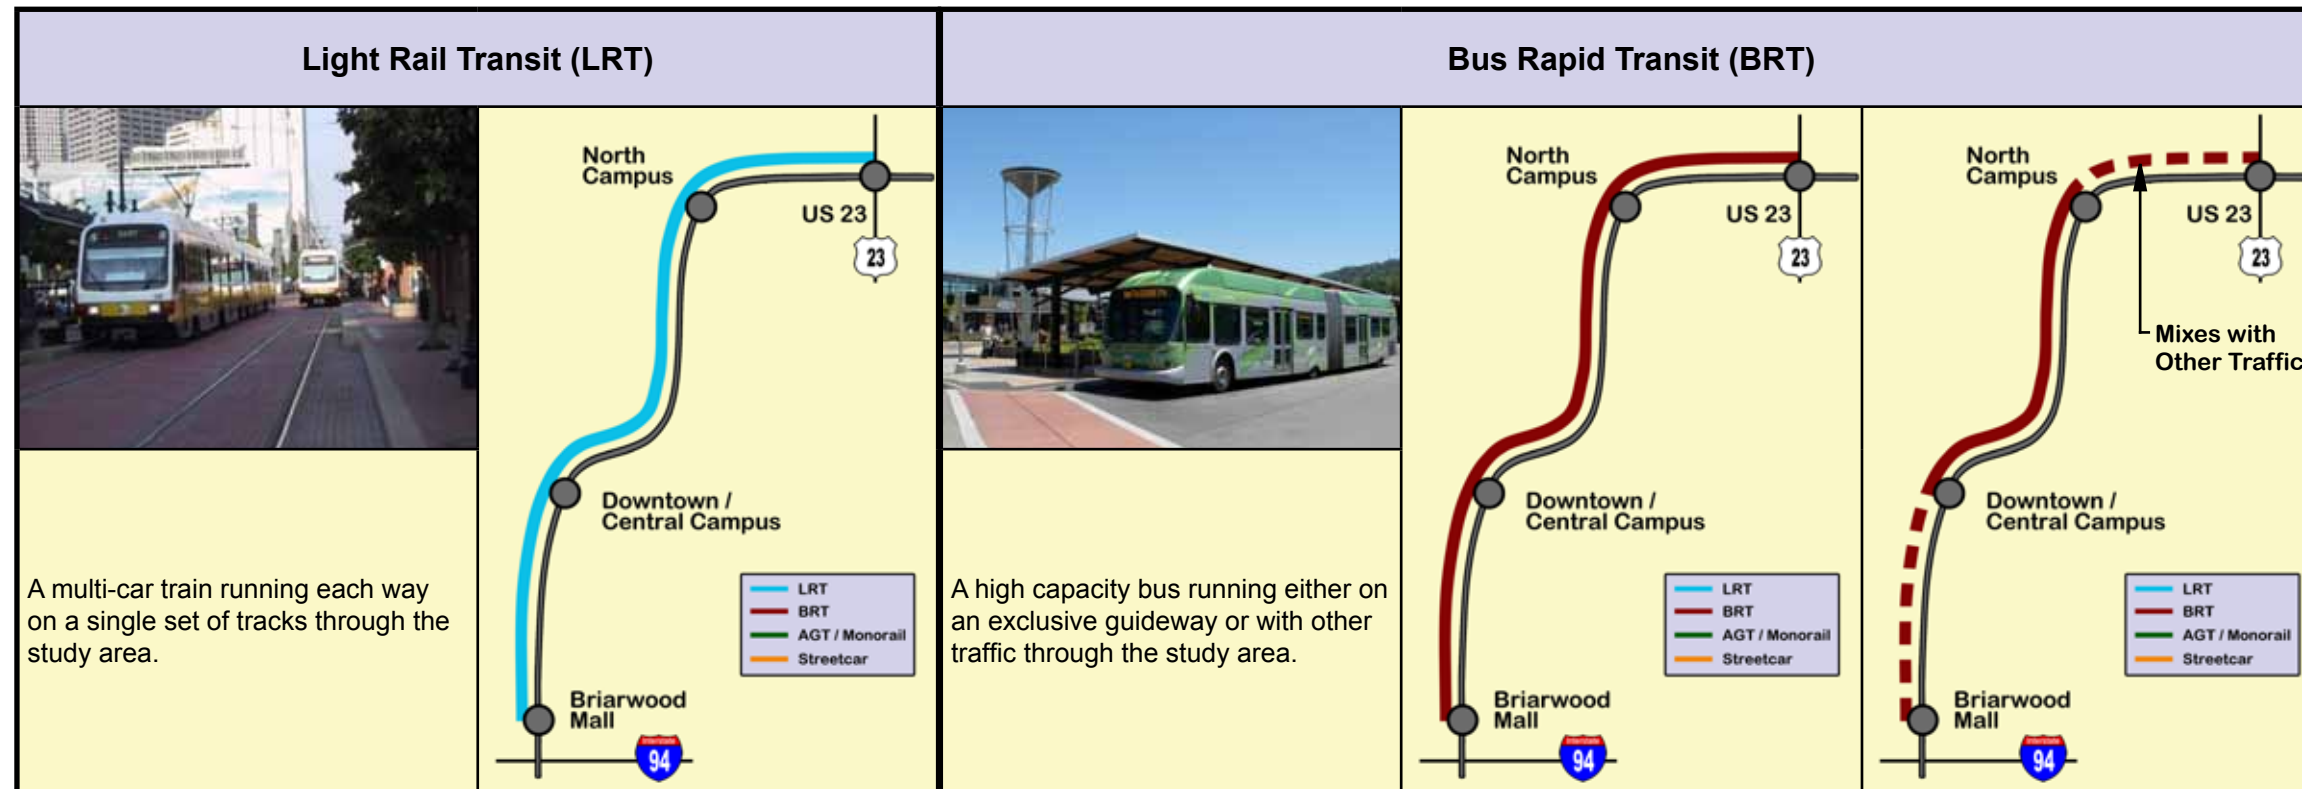 Light Rail Transit (LRT)
Bus Rapid Transit (BRT)
North
Campus
US 23
23
Downtown /
Central Campus
LRT
BRT
AGT / Monorail
Streetcar
Briarwood
Mall
Interstate
94
A multi-car train running each way
on a single set of tracks through the
study area.
A high capacity bus running either on
an exclusive guideway or with other
traffic through the study area.
North
Campus
US 23
23
Downtown /
Central Campus
LRT
BRT
AGT / Monorail
Streetcar
Briarwood
Mall
Interstate
94
North
Campus
US 23
23
Mixes with
Other Traffic
Downtown /
Central Campus
LRT
BRT
AGT / Monorail
Streetcar
Briarwood
Mall
Interstate
94